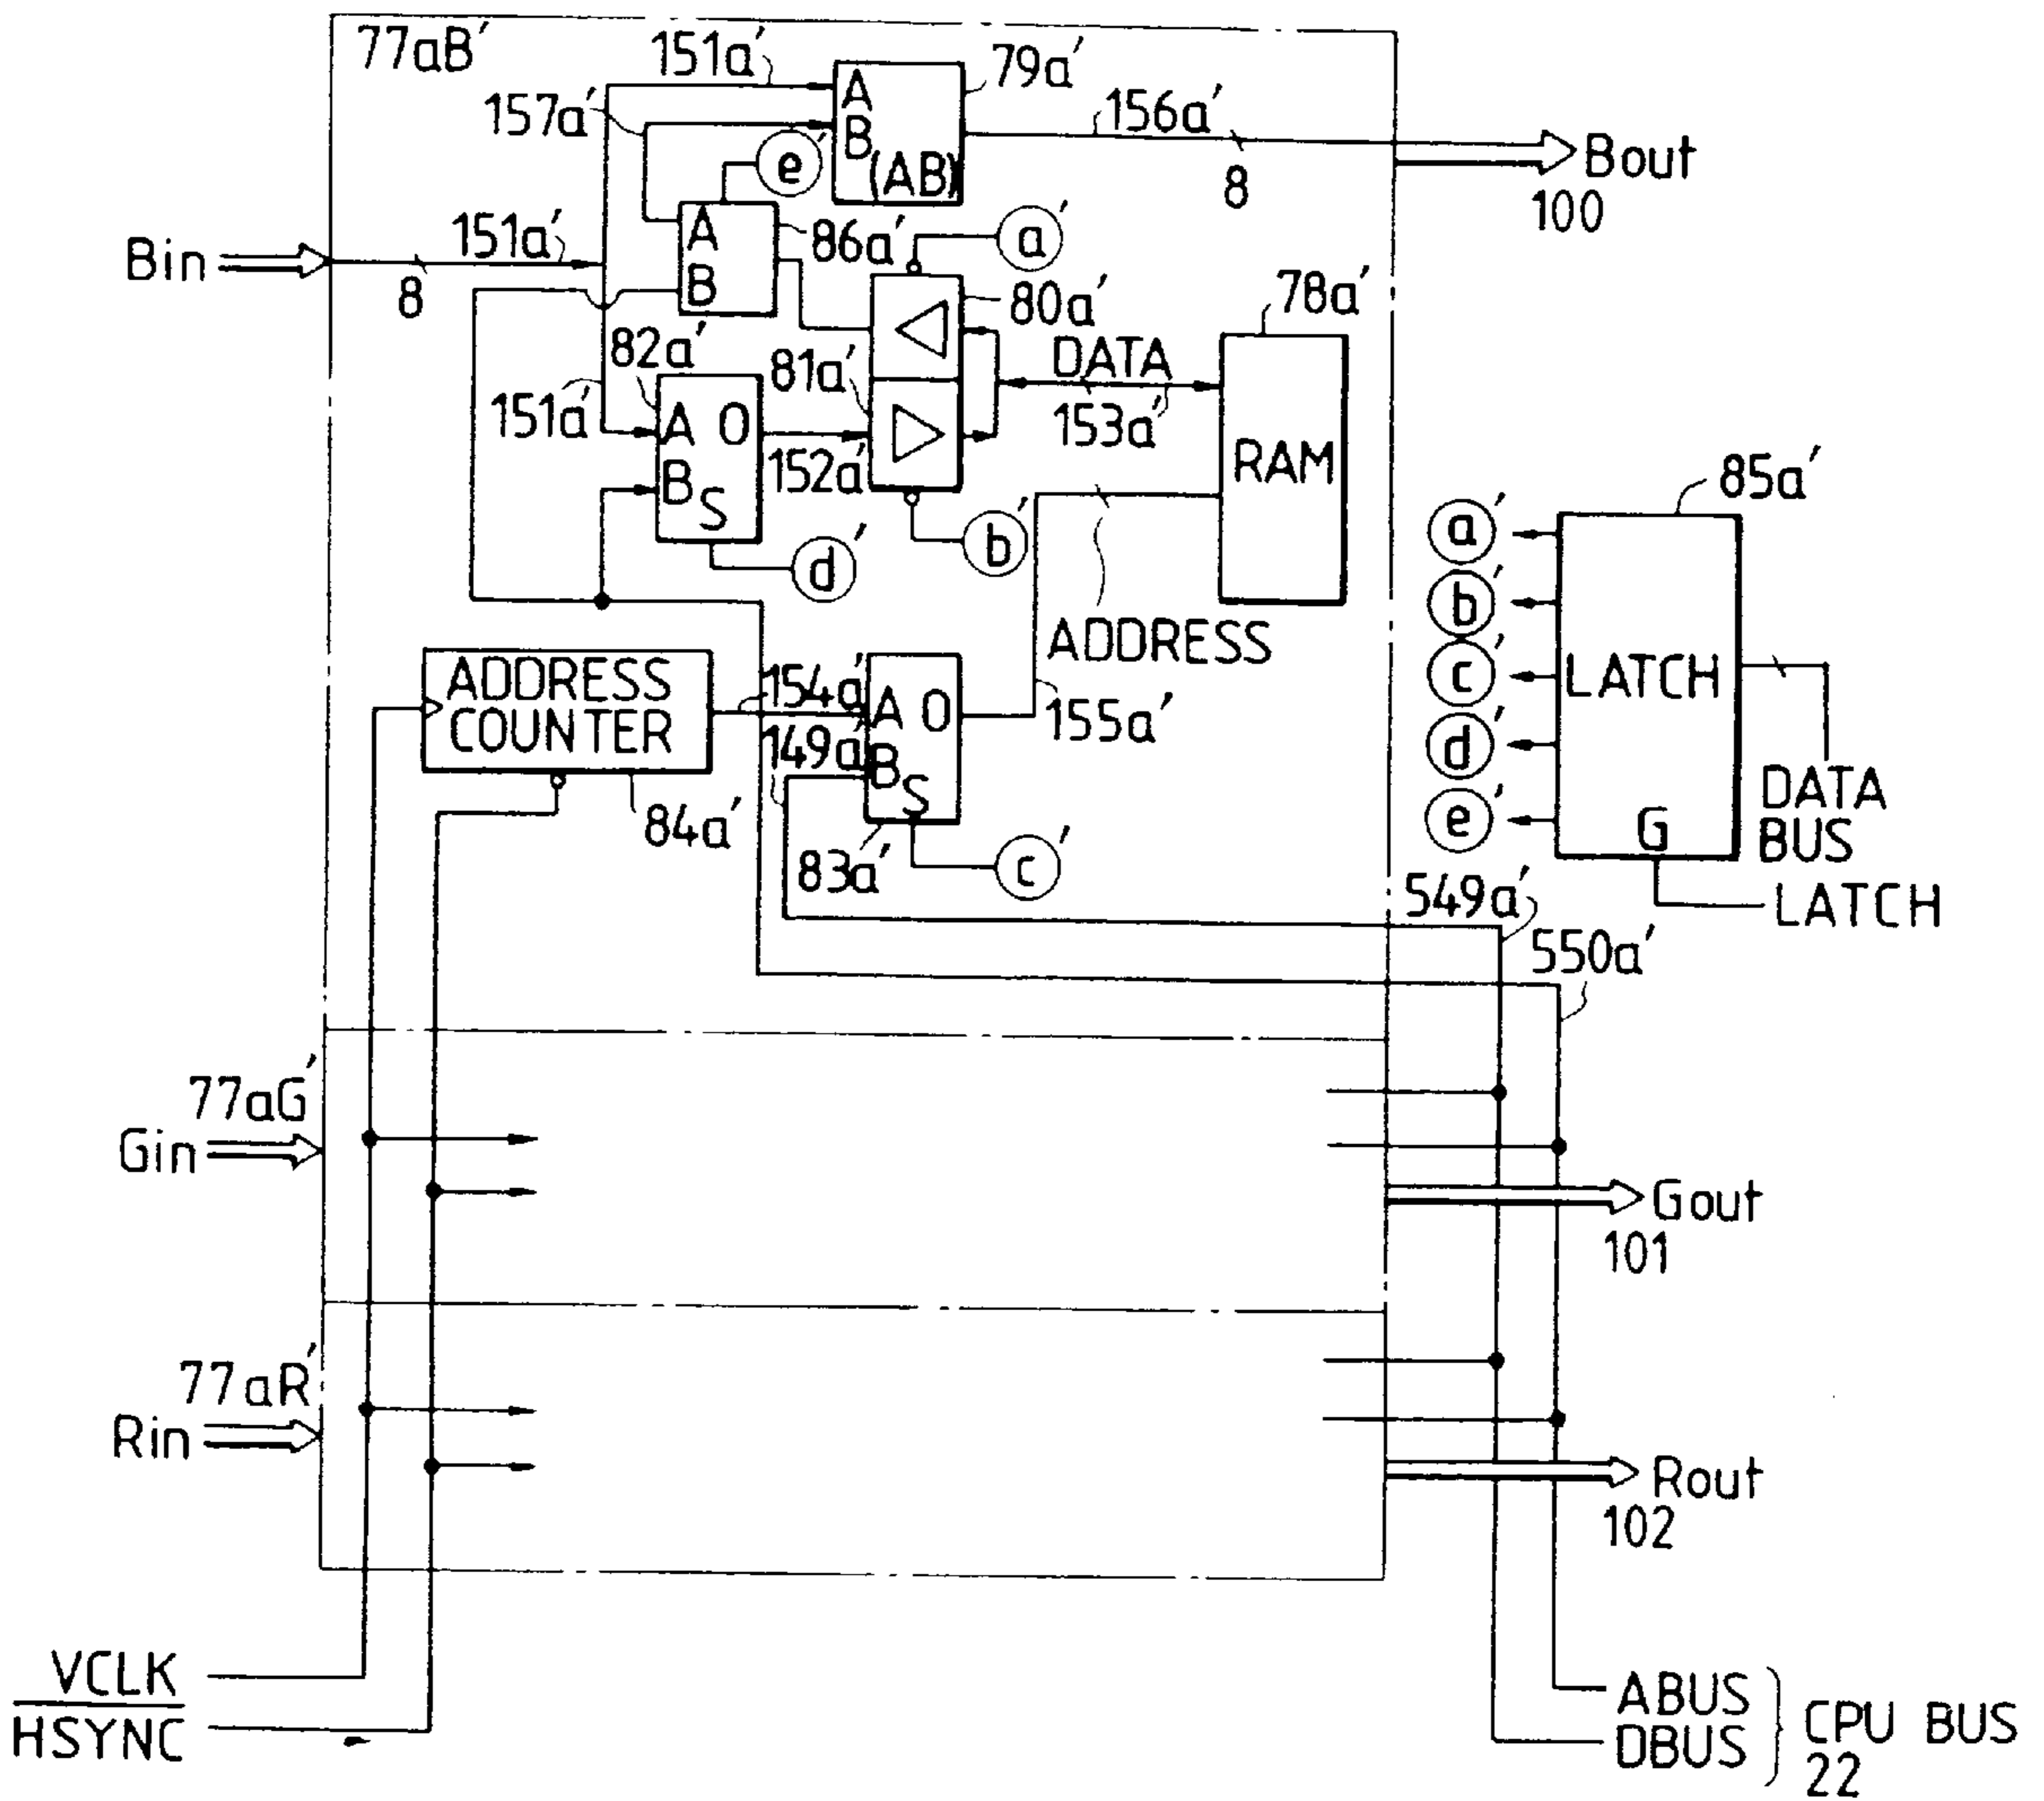 77aB′
151a′
79a′
157a′
A
B
(AB)
156a′
8
Bout
100
e′
Bin
151a′
8
A
B
86a′
a′
80a′
78a′
82a′
81a′
DATA
153a′
151a′
A O
B
S
152a′
RAM
b′
d′
ADDRESS
85a′
a′
b′
c′
d′
e′
LATCH
G
DATA
BUS
LATCH
ADDRESS
COUNTER
154a′
149a′
A O
B
S
155a′
84a′
83a′
c′
549a′
550a′
77aG′
Gin
Gout
101
77aR′
Rin
Rout
102
VCLK
HSYNC
ABUS
DBUS
CPU BUS
22